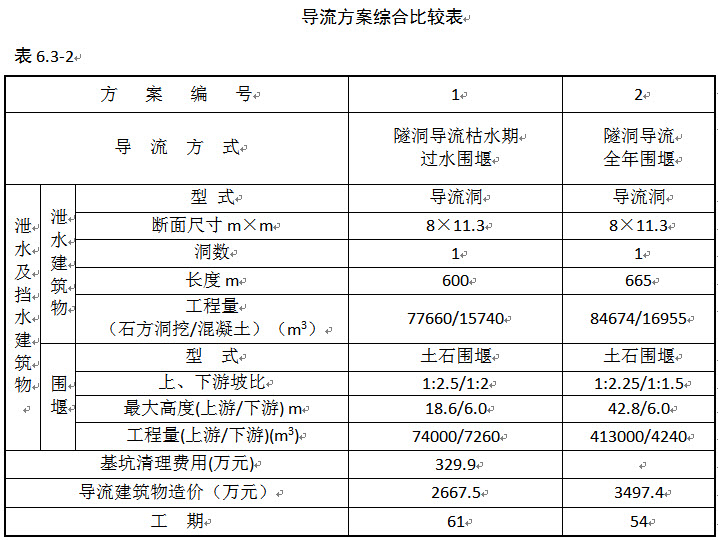 导流方案综合比较表
表 6.3-2
方 案 编 号 1 2
导 流 方 式 隧洞导流枯水期过水围堰 隧洞导流全年围堰
泄水及挡水建筑物
泄水建筑物
型 式 导流洞 导流洞
断面尺寸 m×m 8×11.3 8×11.3
洞数 1 1
长度 m 600 665
工程量
(石方洞挖/混凝土)(m³) 77660/15740 84674/16955
围堰
型 式 土石围堰 土石围堰
上、下游坡比 1:2.5/1:2 1:2.25/1:1.5
最大高度(上游/下游) m 18.6/6.0 42.8/6.0
工程量(上游/下游)(m³) 74000/7260 413000/4240
基坑清理费用(万元) 329.9
导流建筑物造价(万元) 2667.5 3497.4
工 期 61 54